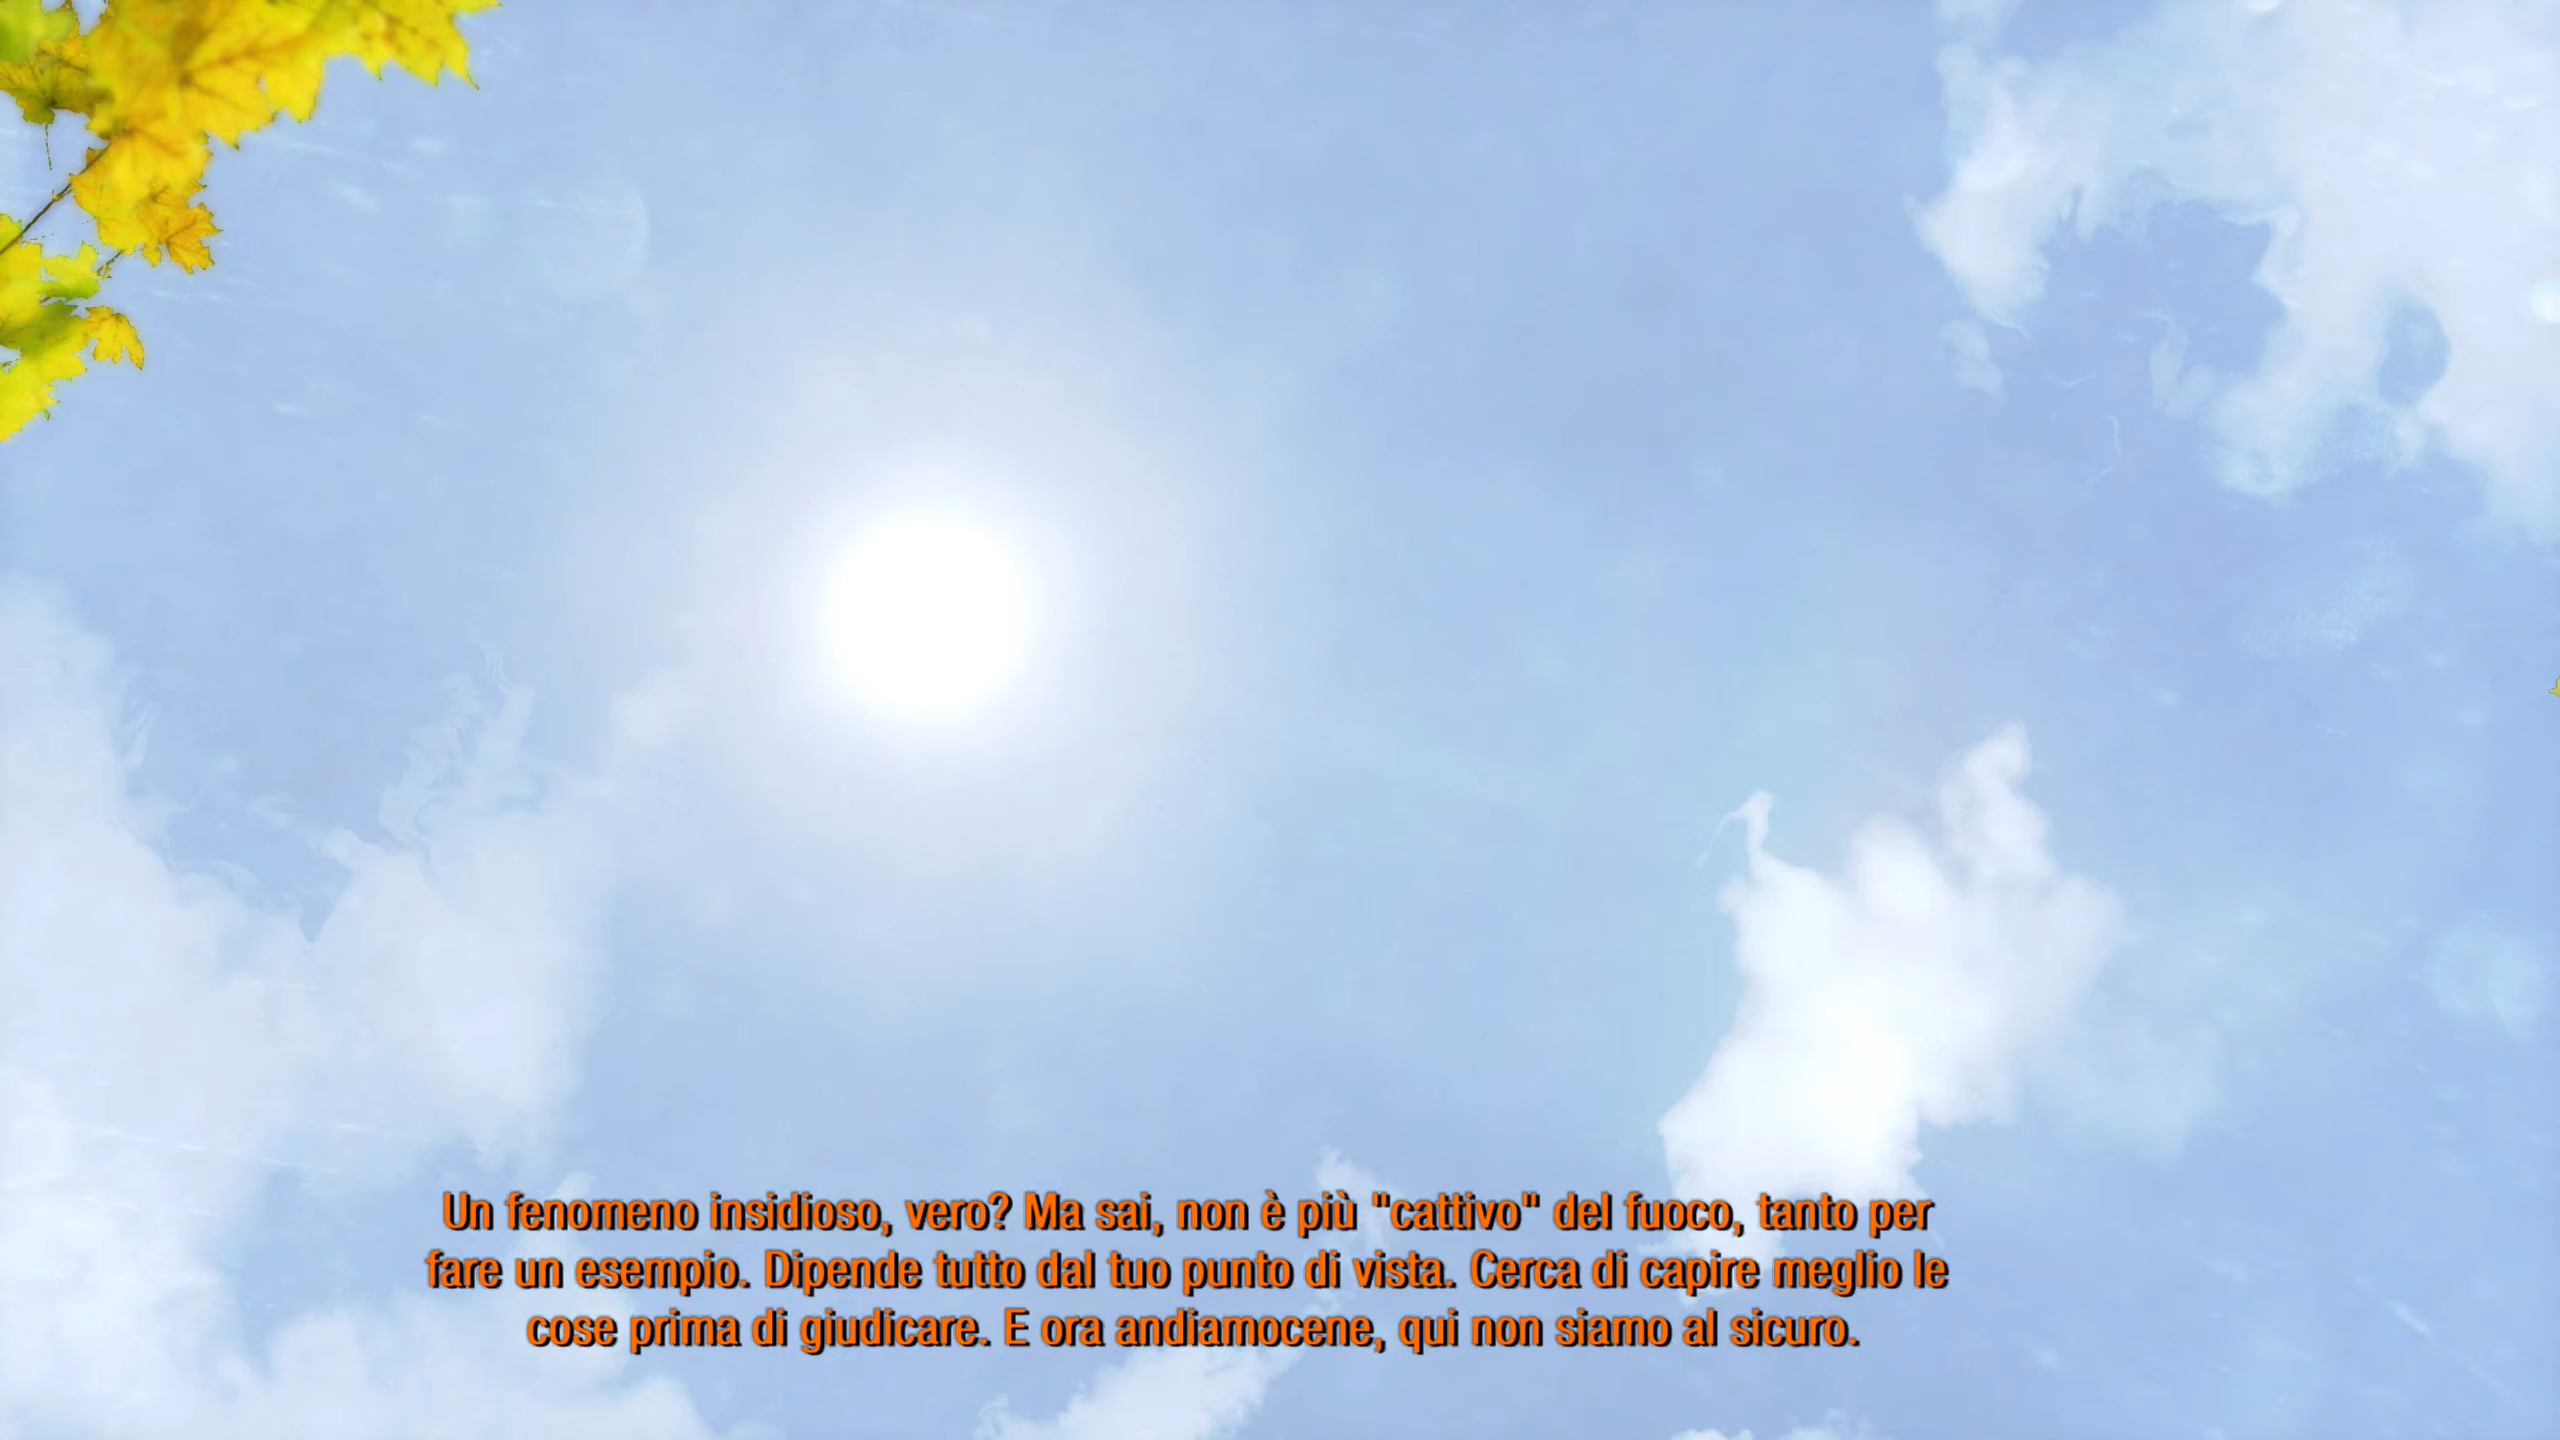 Un fenomeno insidioso, vero? Ma sai, non è più "cattivo" del fuoco, tanto per
fare un esempio. Dipende tutto dal tuo punto di vista. Cerca di capire meglio le
cose prima di giudicare. E ora andiamocene, qui non siamo al sicuro.